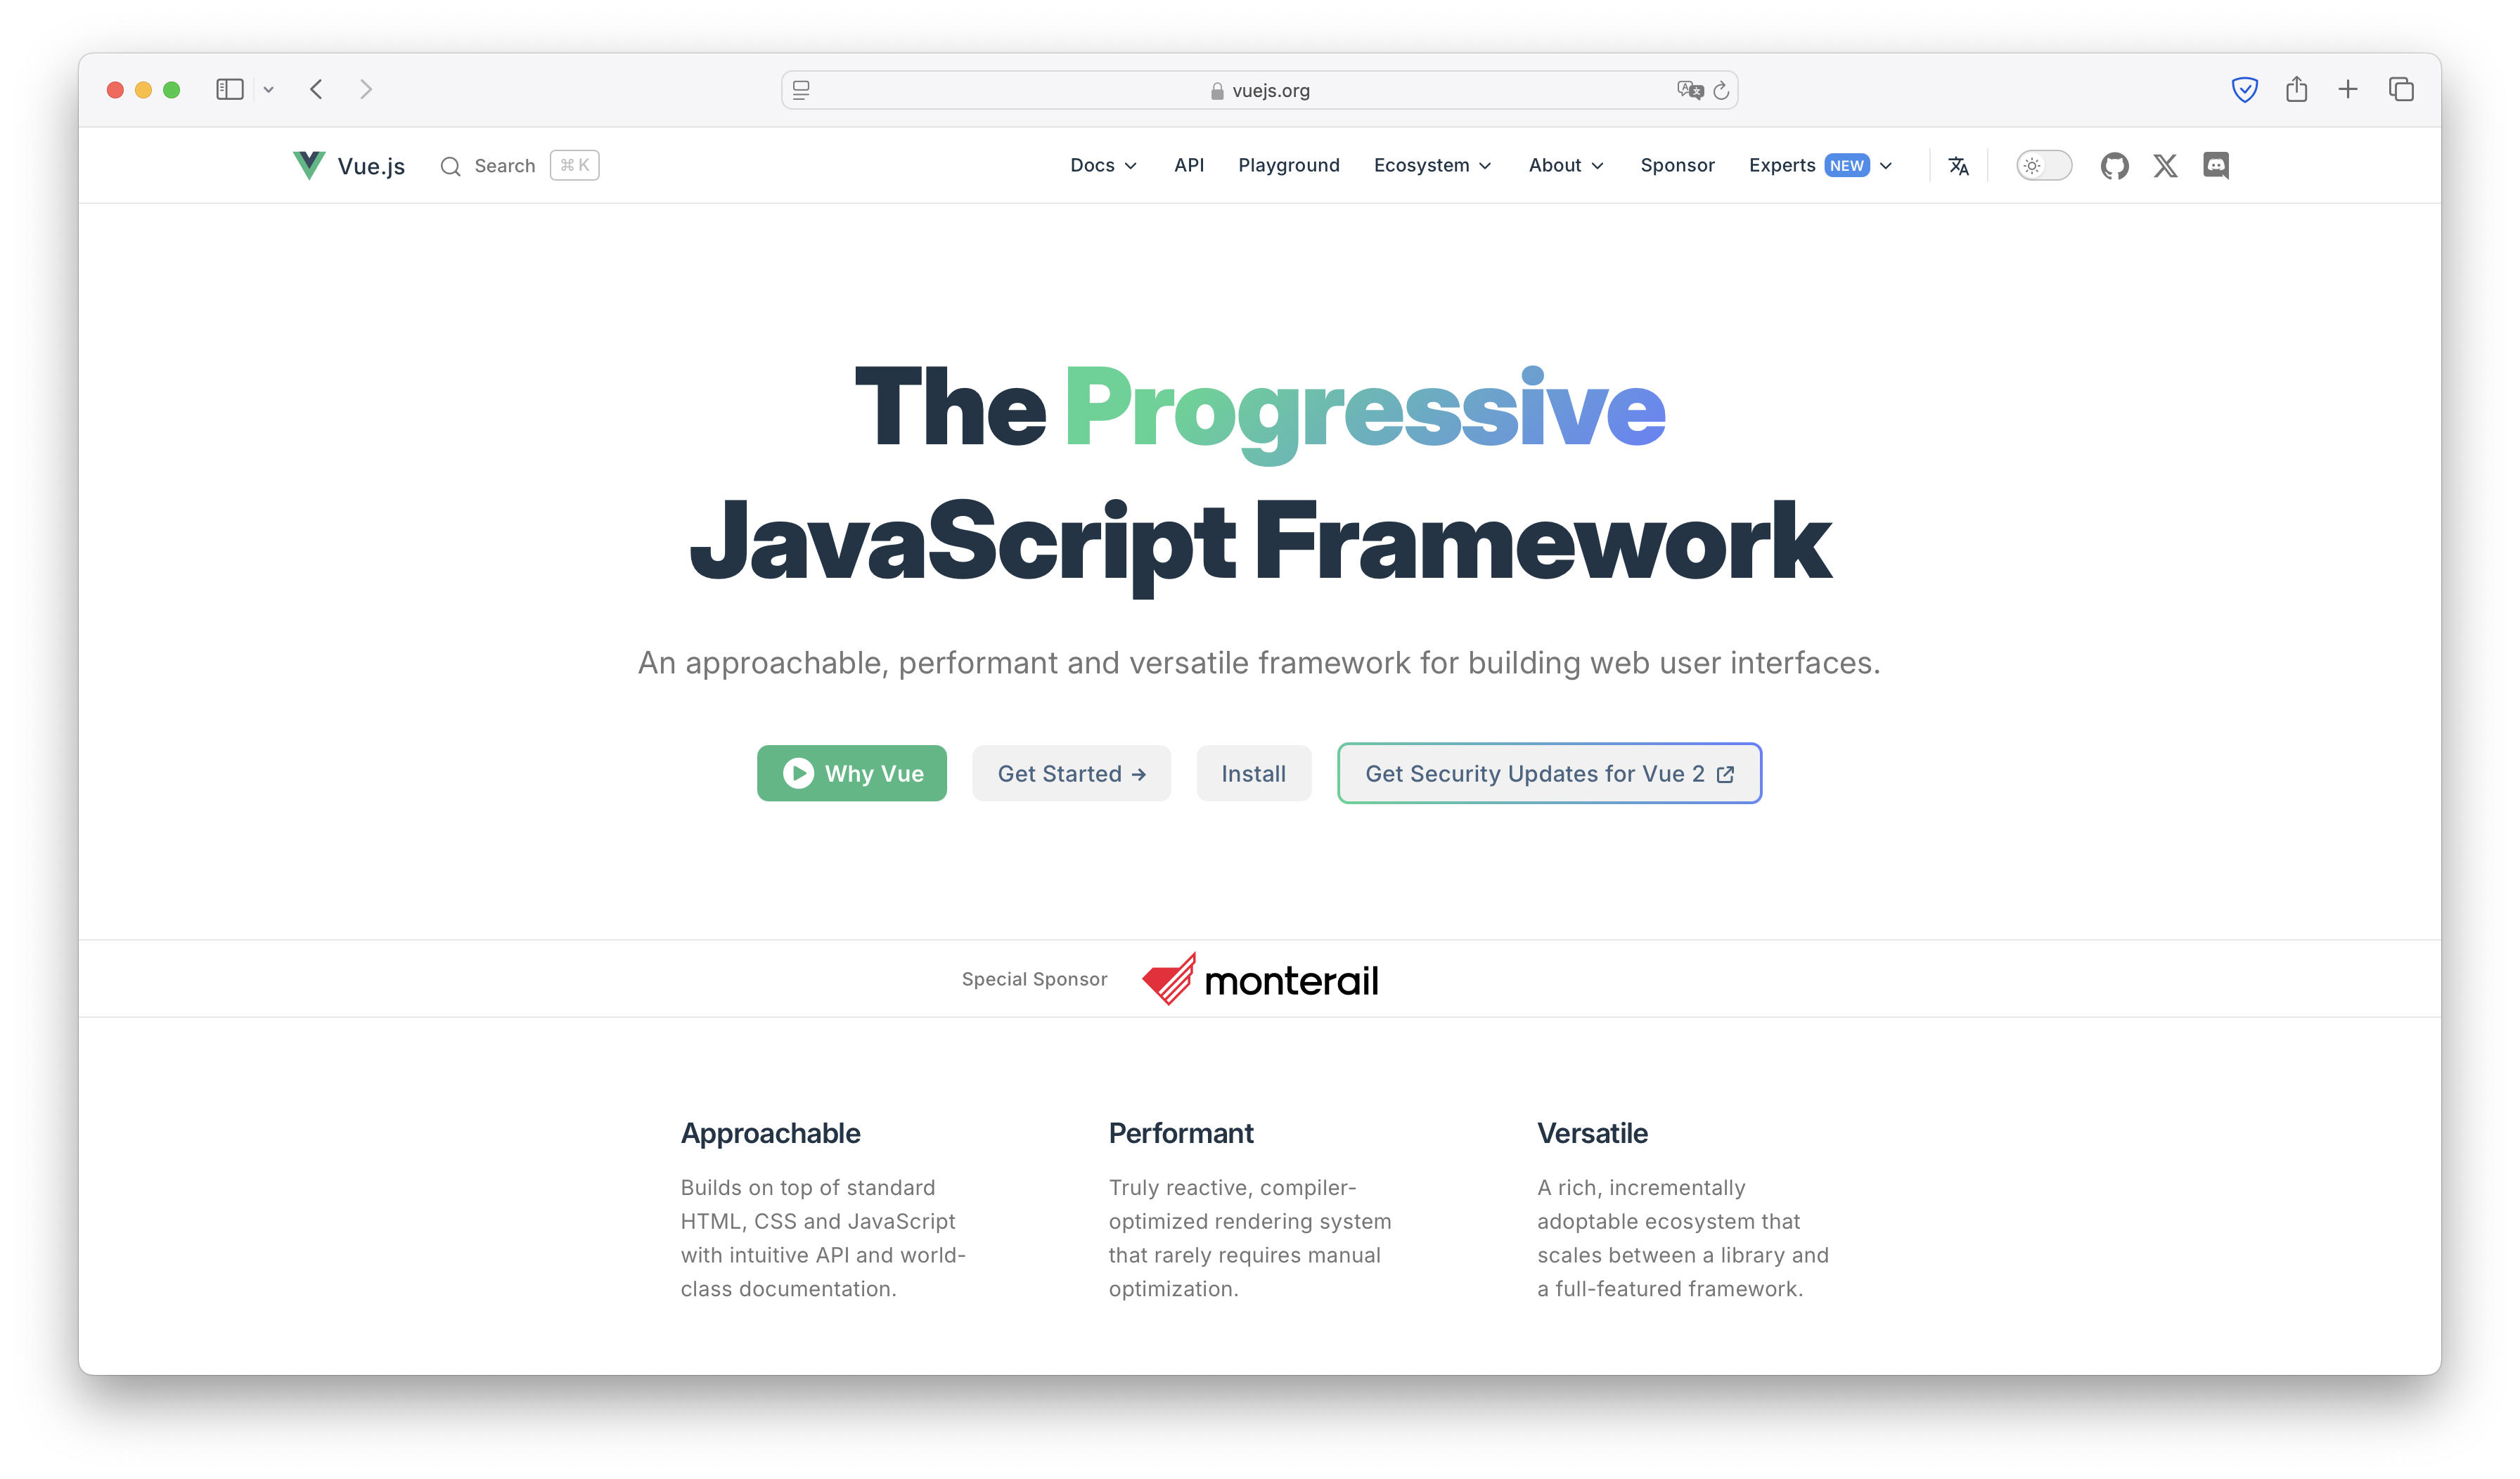 vuejs.org
Vue.js
Search
⌘ K
Docs
API
Playground
Ecosystem
About
Sponsor
Experts NEW
The Progressive
JavaScript Framework
An approachable, performant and versatile framework for building web user interfaces.
Why Vue
Get Started →
Install
Get Security Updates for Vue 2
Special Sponsor
monterail
Approachable
Builds on top of standard
HTML, CSS and JavaScript
with intuitive API and world-
class documentation.
Performant
Truly reactive, compiler-
optimized rendering system
that rarely requires manual
optimization.
Versatile
A rich, incrementally
adoptable ecosystem that
scales between a library and
a full-featured framework.